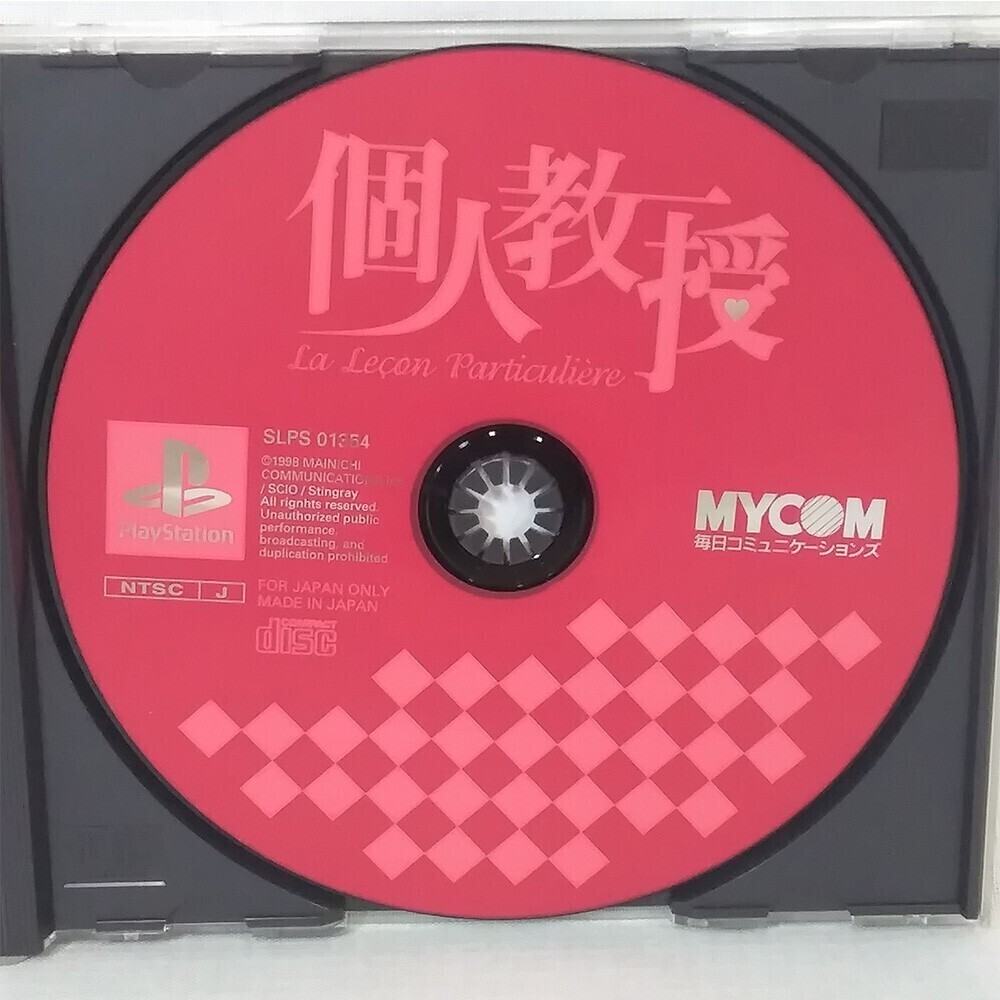 個人教授
La Leçon Particulière
SLPS 01354
©1998 MAINICHI
COMMUNICATIONS
/ SCIO / Stingray
All rights reserved.
Unauthorized public
performance,
broadcasting, and
duplication prohibited
PlayStation
NTSC J
FOR JAPAN ONLY
MADE IN JAPAN
COMPACT
disc
MYCOM
毎日コミュニケーションズ